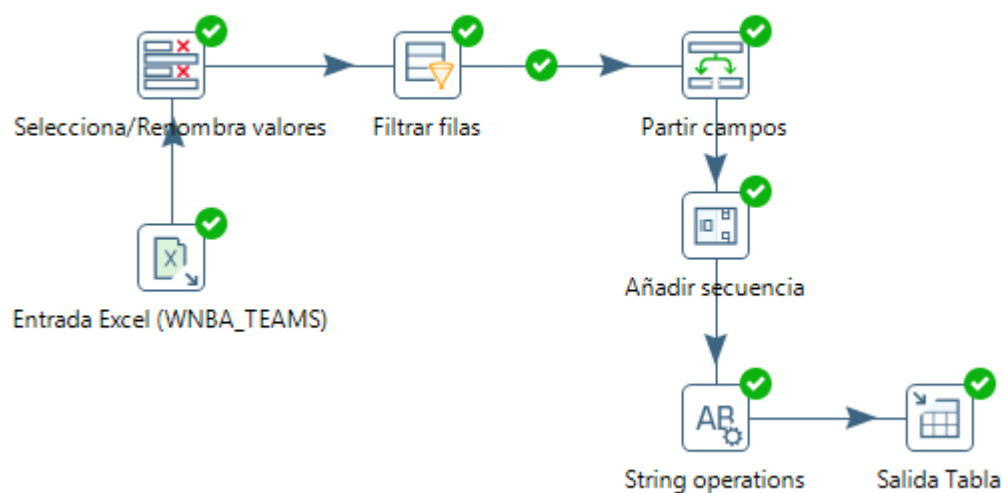 Selecciona/Renombra valores
Filtrar filas
Partir campos
Añadir secuencia
Entrada Excel (WNBA_TEAMS)
X
AB
String operations
Salida Tabla